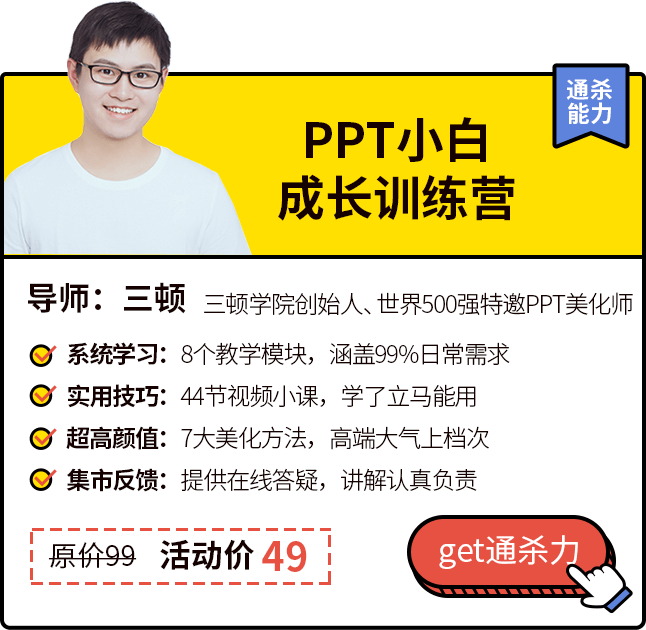 通杀
能力
PPT小白
成长训练营
导师：三顿 三顿学院创始人、世界500强特邀PPT美化师
系统学习：8个教学模块，涵盖99%日常需求
实用技巧：44节视频小课，学了立马能用
超高颜值：7大美化方法，高端大气上档次
集市反馈：提供在线答疑，讲解认真负责
原价99 活动价 49
get通杀力